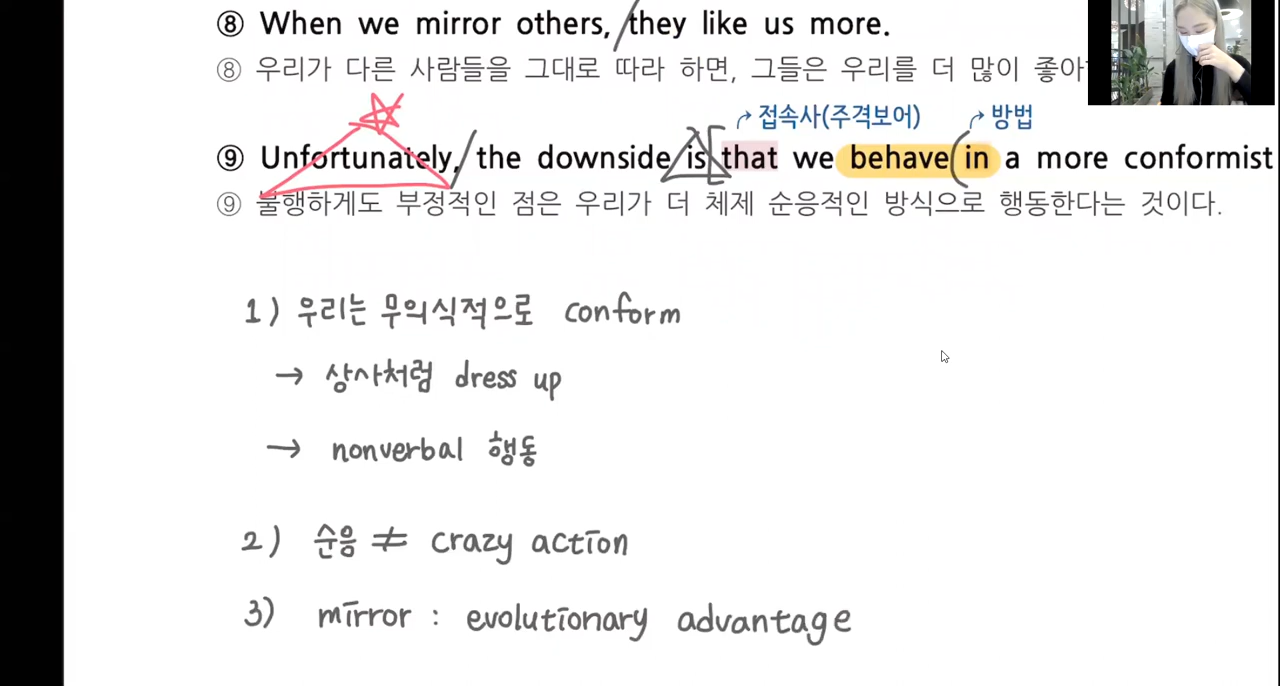 ⑧ When we mirror others, they like us more.
⑧ 우리가 다른 사람들을 그대로 따라 하면, 그들은 우리를 더 많이 좋아
접속사(주격보어) 방법
⑨ Unfortunately, the downside is that we behave in a more conformist
⑨ 불행하게도 부정적인 점은 우리가 더 체제 순응적인 방식으로 행동한다는 것이다.
1) 우리는 무의식적으로 conform
→ 상사처럼 dress up
→ nonverbal 행동
2) 순응 ≠ crazy action
3) mirror : evolutionary advantage